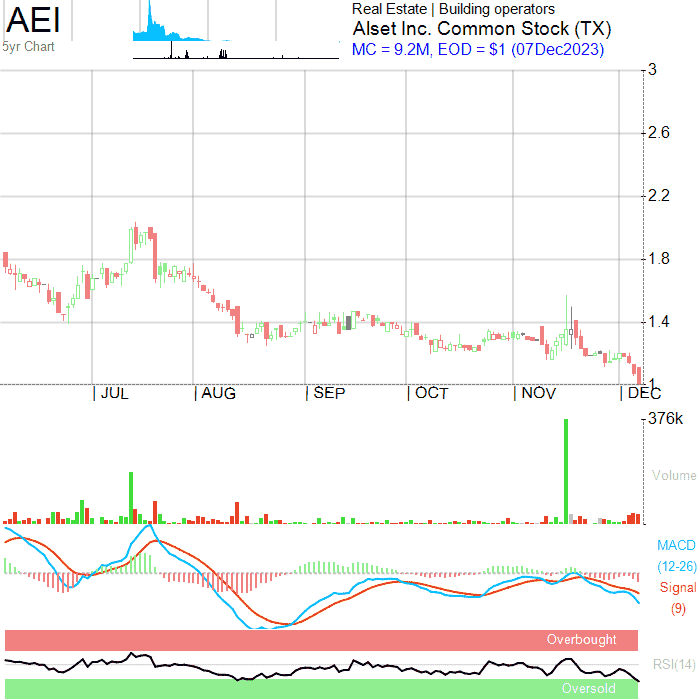 AEI
5yr Chart
Real Estate | Building operators
Alset Inc. Common Stock (TX)
MC = 9.2M, EOD = $1 (07Dec2023)
3
2.6
2.2
1.8
1.4
1
| JUL | AUG | SEP | OCT | NOV | DEC
376k
Volume
MACD
(12-26)
Signal
(9)
Overbought
RSI(14)
Oversold